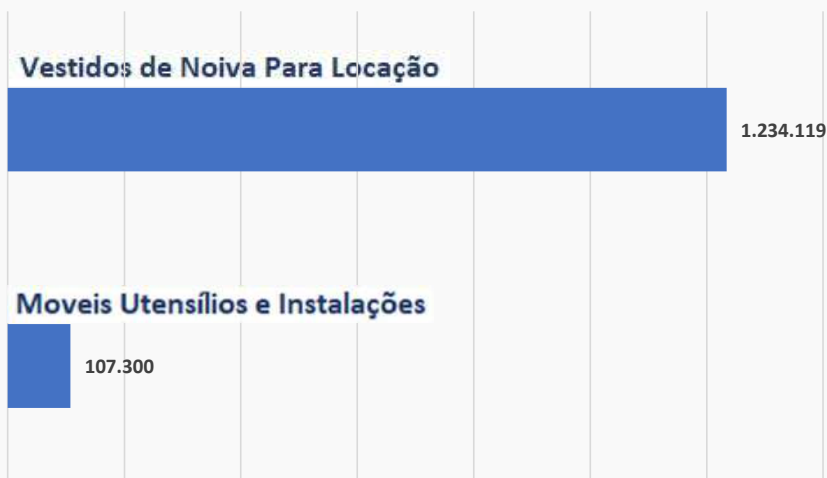 Vestidos de Noiva Para Locação
1.234.119
Moveis Utensílios e Instalações
107.300